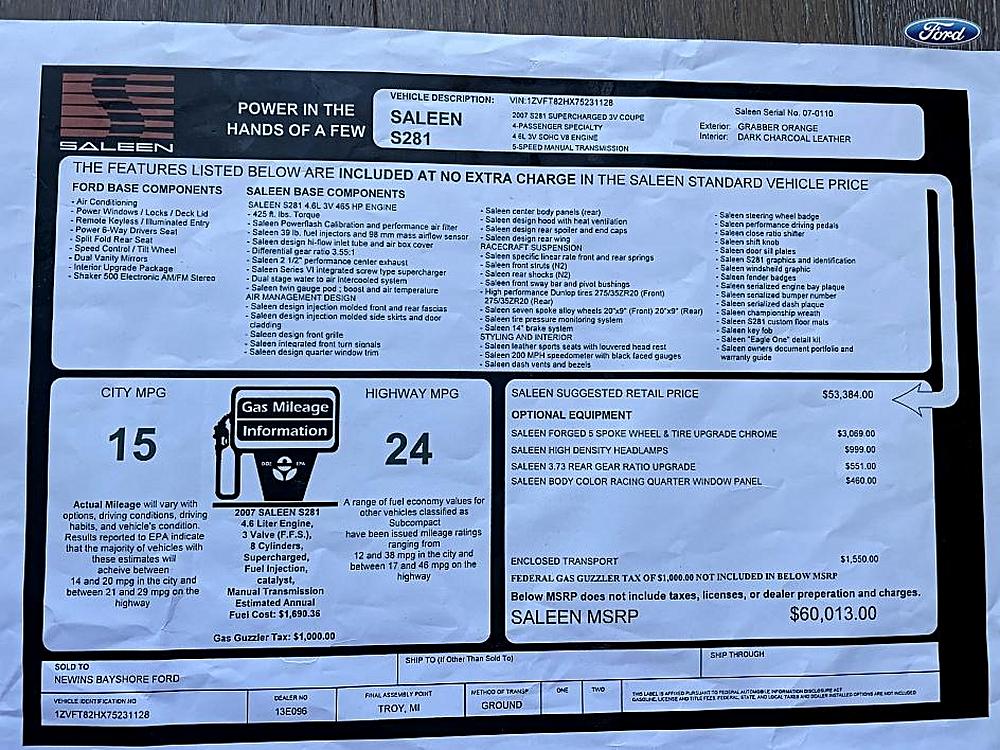 Ford
SALEEN
POWER IN THE
HANDS OF A FEW
VEHICLE DESCRIPTION:
SALEEN
S281
VIN:1ZVFT82HX75231128
2007 S281 SUPERCHARGED 3V COUPE
4-PASSENGER SPECIALTY
4.6L 3V SOHC V8 ENGINE
5-SPEED MANUAL TRANSMISSION
Saleen Serial No. 07-0110
Exterior: GRABBER ORANGE
Interior: DARK CHARCOAL LEATHER
THE FEATURES LISTED BELOW ARE INCLUDED AT NO EXTRA CHARGE IN THE SALEEN STANDARD VEHICLE PRICE
FORD BASE COMPONENTS
- Air Conditioning
- Power Windows / Locks / Deck Lid
- Remote Keyless / Illuminated Entry
- Power 6-Way Drivers Seat
- Split Fold Rear Seat
- Speed Control / Tilt Wheel
- Dual Vanity Mirrors
- Interior Upgrade Package
- Shaker 500 Electronic AM/FM Stereo
SALEEN BASE COMPONENTS
SALEEN S281 4.6L 3V 465 HP ENGINE
- 425 ft. lbs. Torque
- Saleen Powerflash Calibration and performance air filter
- Saleen 39 lb. fuel injectors and 98 mm mass airflow sensor
- Saleen design hi-flow inlet tube and air box cover
- Differential gear ratio 3.55:1
- Saleen 2 1/2" performance center exhaust
- Saleen Series VI integrated screw type supercharger
- Dual stage water to air intercooled system
- Saleen twin gauge pod ; boost and air temperature
AIR MANAGEMENT DESIGN
- Saleen design injection molded front and rear fascias
- Saleen design injection molded side skirts and door
cladding
- Saleen design front grille
- Saleen integrated front turn signals
- Saleen design quarter window trim
- Saleen center body panels (rear)
- Saleen design hood with heat ventilation
- Saleen design rear spoiler and end caps
- Saleen design rear wing
RACECRAFT SUSPENSION
- Saleen specific linear rate front and rear springs
- Saleen front struts (N2)
- Saleen rear shocks (N2)
- Saleen front sway bar and pivot bushings
- High performance Dunlop tires 275/35ZR20 (Front)
275/35ZR20 (Rear)
- Saleen seven spoke alloy wheels 20"x9" (Front) 20"x9" (Rear)
- Saleen tire pressure monitoring system
- Saleen 14" brake system
STYLING AND INTERIOR
- Saleen leather sports seats with louvered head rest
- Saleen 200 MPH speedometer with black faced gauges
- Saleen dash vents and bezels
- Saleen steering wheel badge
- Saleen performance driving pedals
- Saleen close ratio shifter
- Saleen shift knob
- Saleen door sill plates
- Saleen S281 graphics and identification
- Saleen windsheild graphic
- Saleen fender badges
- Saleen serialized engine bay plaque
- Saleen serialized bumper number
- Saleen serialized dash plaque
- Saleen championship wreath
- Saleen S281 custom floor mats
- Saleen key fob
- Saleen "Eagle One" detail kit
- Saleen owners document portfolio and
warranty guide
CITY MPG
15
Gas Mileage
Information
DOE EPA
HIGHWAY MPG
24
Actual Mileage will vary with
options, driving conditions, driving
habits, and vehicle's condition.
Results reported to EPA indicate
that the majority of vehicles with
these estimates will
acheive between
14 and 20 mpg in the city and
between 21 and 29 mpg on the
highway
2007 SALEEN S281
4.6 Liter Engine,
3 Valve (F.F.S.),
8 Cylinders,
Supercharged,
Fuel Injection,
catalyst,
Manual Transmission
Estimated Annual
Fuel Cost: $1,690.36
Gas Guzzler Tax: $1,000.00
A range of fuel economy values for
other vehicles classified as
Subcompact
have been issued mileage ratings
ranging from
12 and 38 mpg in the city and
between 17 and 46 mpg on the
highway
SALEEN SUGGESTED RETAIL PRICE $53,384.00
OPTIONAL EQUIPMENT
SALEEN FORGED 5 SPOKE WHEEL & TIRE UPGRADE CHROME $3,069.00
SALEEN HIGH DENSITY HEADLAMPS $999.00
SALEEN 3.73 REAR GEAR RATIO UPGRADE $551.00
SALEEN BODY COLOR RACING QUARTER WINDOW PANEL $460.00
ENCLOSED TRANSPORT $1,550.00
FEDERAL GAS GUZZLER TAX OF $1,000.00 NOT INCLUDED IN BELOW MSRP
Below MSRP does not include taxes, licenses, or dealer preperation and charges.
SALEEN MSRP $60,013.00
SOLD TO
NEWINS BAYSHORE FORD
SHIP TO (If Other Than Sold To)
SHIP THROUGH
VEHICLE IDENTIFICATION NO
1ZVFT82HX75231128
DEALER NO
13E096
FINAL ASSEMBLY POINT
TROY, MI
METHOD OF TRANSP
GROUND
ONE
TWO
THIS LABEL IS AFFIXED PURSUANT TO FEDERAL AUTOMOBILE INFORMATION DISCLOSURE ACT
GASOLINE, LICENSE AND TITLE FEES, FEDERAL, STATE, AND LOCAL TAXES AND DEALER INSTALLED OPTIONS ARE NOT INCLUDED